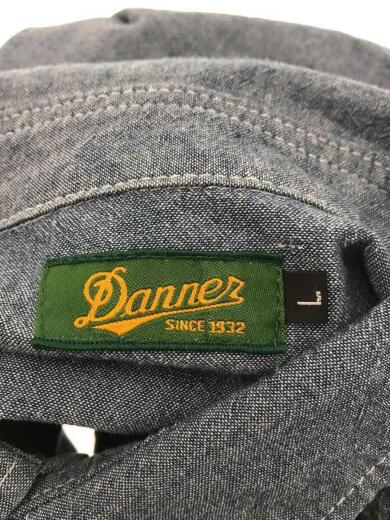 Danner
SINCE 1932
L